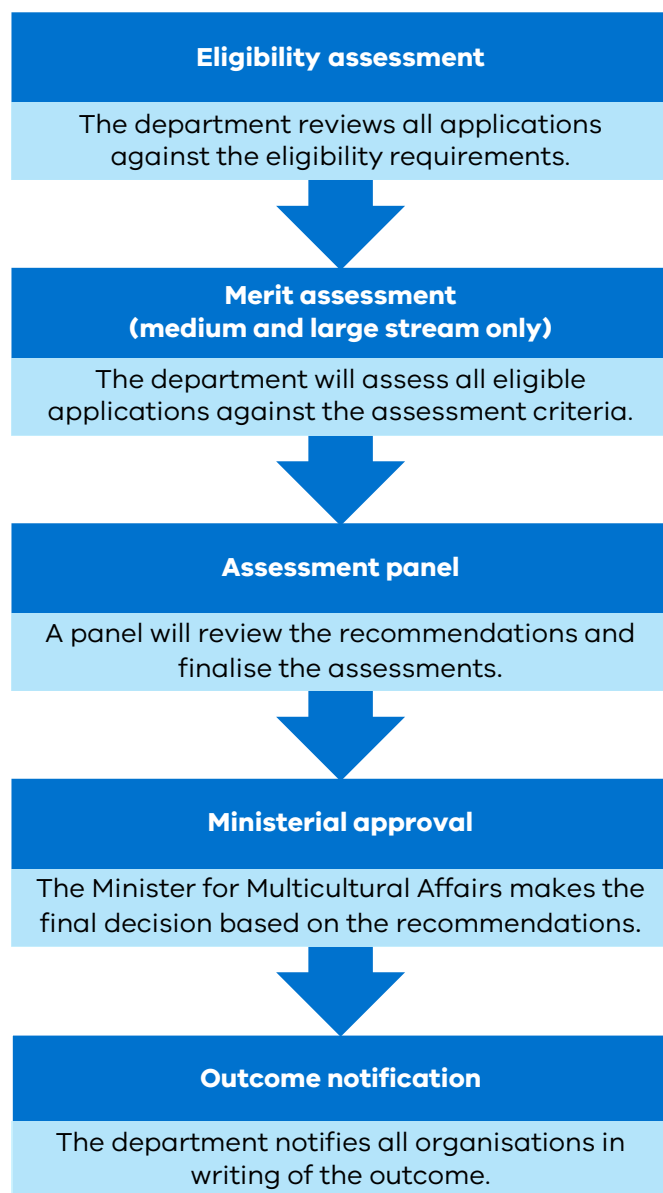 Eligibility assessment
The department reviews all applications
against the eligibility requirements.
Merit assessment
(medium and large stream only)
The department will assess all eligible
applications against the assessment criteria.
Assessment panel
A panel will review the recommendations and
finalise the assessments.
Ministerial approval
The Minister for Multicultural Affairs makes the
final decision based on the recommendations.
Outcome notification
The department notifies all organisations in
writing of the outcome.